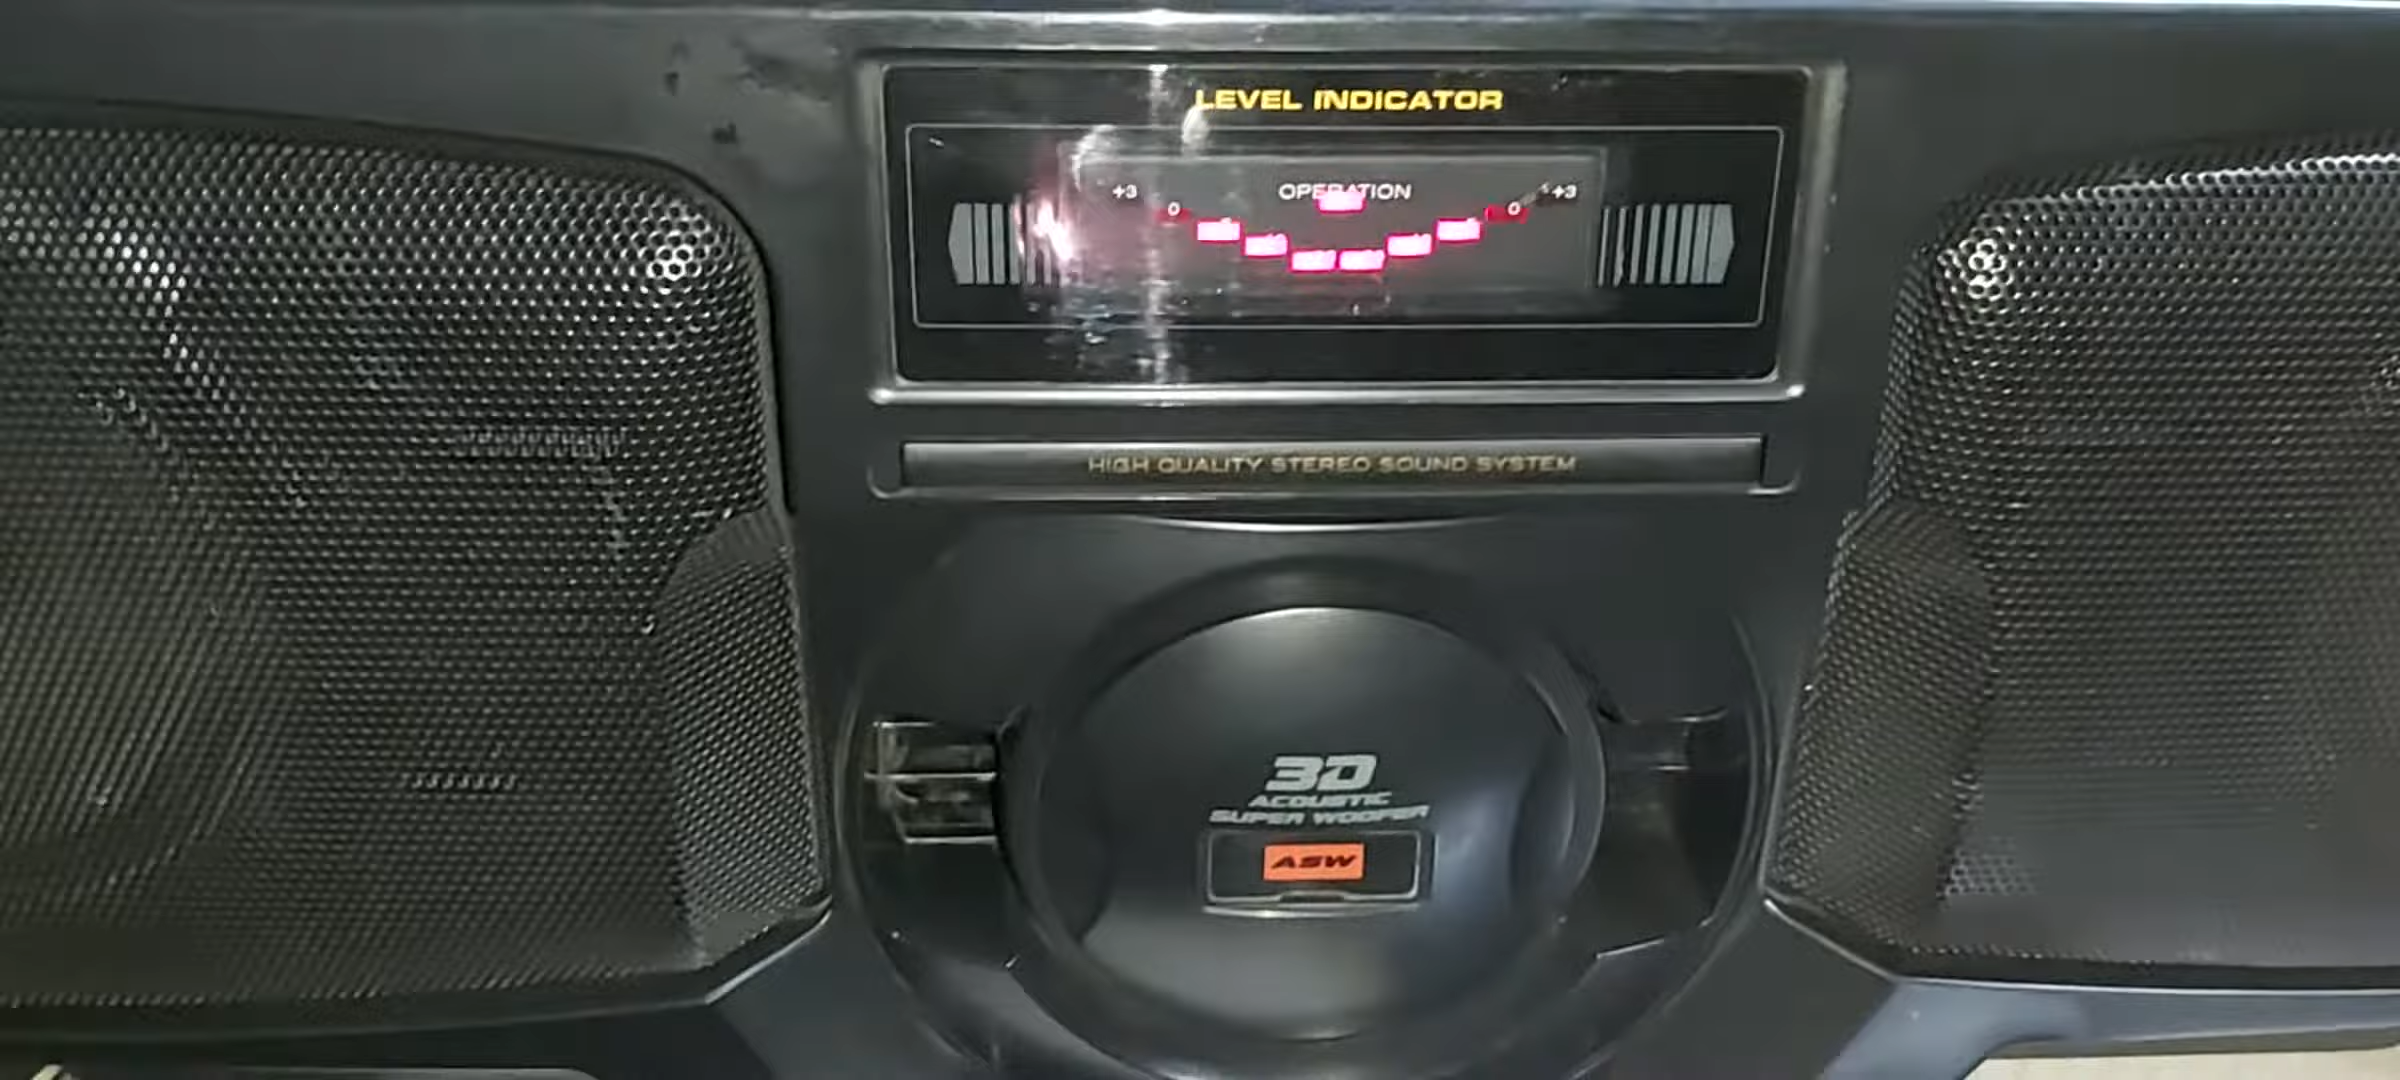 LEVEL INDICATOR
OPERATION
+3 0 0 +3
HIGH QUALITY STEREO SOUND SYSTEM
3D
ACOUSTIC
SUPER WOOFER
ASW